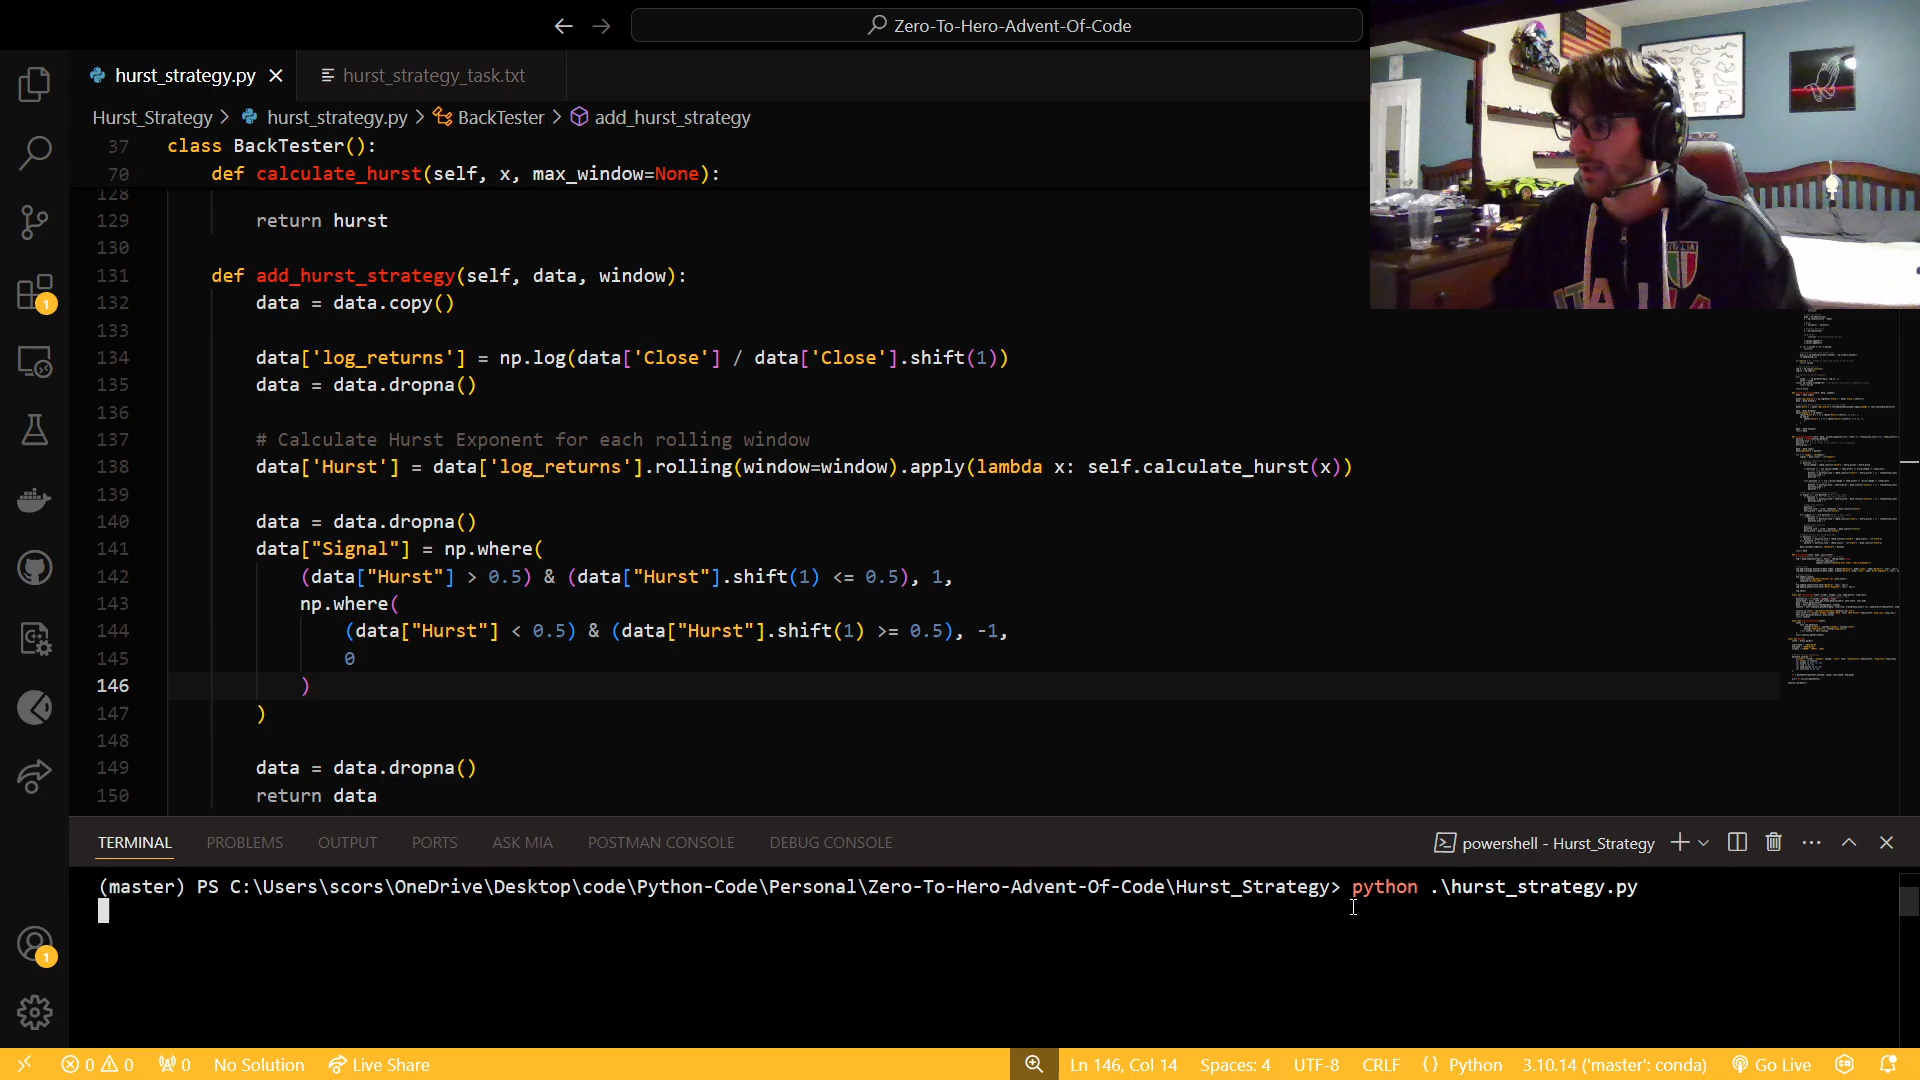 Zero-To-Hero-Advent-Of-Code
hurst_strategy.py
hurst_strategy_task.txt
Hurst_Strategy > hurst_strategy.py > BackTester > add_hurst_strategy
37 class BackTester():
70 def calculate_hurst(self, x, max_window=None):
128
129 return hurst
130
131 def add_hurst_strategy(self, data, window):
132 data = data.copy()
133
134 data['log_returns'] = np.log(data['Close'] / data['Close'].shift(1))
135 data = data.dropna()
136
137 # Calculate Hurst Exponent for each rolling window
138 data['Hurst'] = data['log_returns'].rolling(window=window).apply(lambda x: self.calculate_hurst(x))
139
140 data = data.dropna()
141 data["Signal"] = np.where(
142 (data["Hurst"] > 0.5) & (data["Hurst"].shift(1) <= 0.5), 1,
143 np.where(
144 (data["Hurst"] < 0.5) & (data["Hurst"].shift(1) >= 0.5), -1,
145 0
146 )
147 )
148
149 data = data.dropna()
150 return data
TERMINAL PROBLEMS OUTPUT PORTS ASK MIA POSTMAN CONSOLE DEBUG CONSOLE powershell - Hurst_Strategy
(master) PS C:\Users\scors\OneDrive\Desktop\code\Python-Code\Personal\Zero-To-Hero-Advent-Of-Code\Hurst_Strategy> python .\hurst_strategy.py
1
1
0 0 0 No Solution Live Share Ln 146, Col 14 Spaces: 4 UTF-8 CRLF {} Python 3.10.14 ('master': conda) Go Live
ITALIA
ITALIA